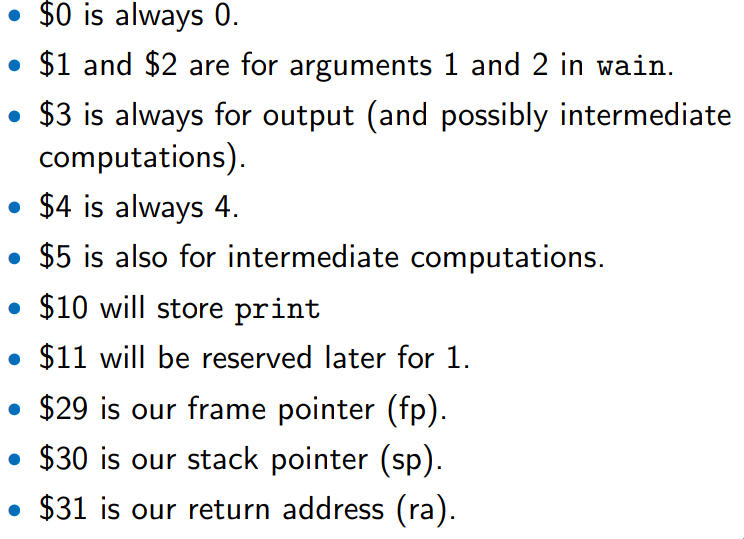 • $0 is always 0.
• $1 and $2 are for arguments 1 and 2 in wain.
• $3 is always for output (and possibly intermediate
computations).
• $4 is always 4.
• $5 is also for intermediate computations.
• $10 will store print
• $11 will be reserved later for 1.
• $29 is our frame pointer (fp).
• $30 is our stack pointer (sp).
• $31 is our return address (ra).